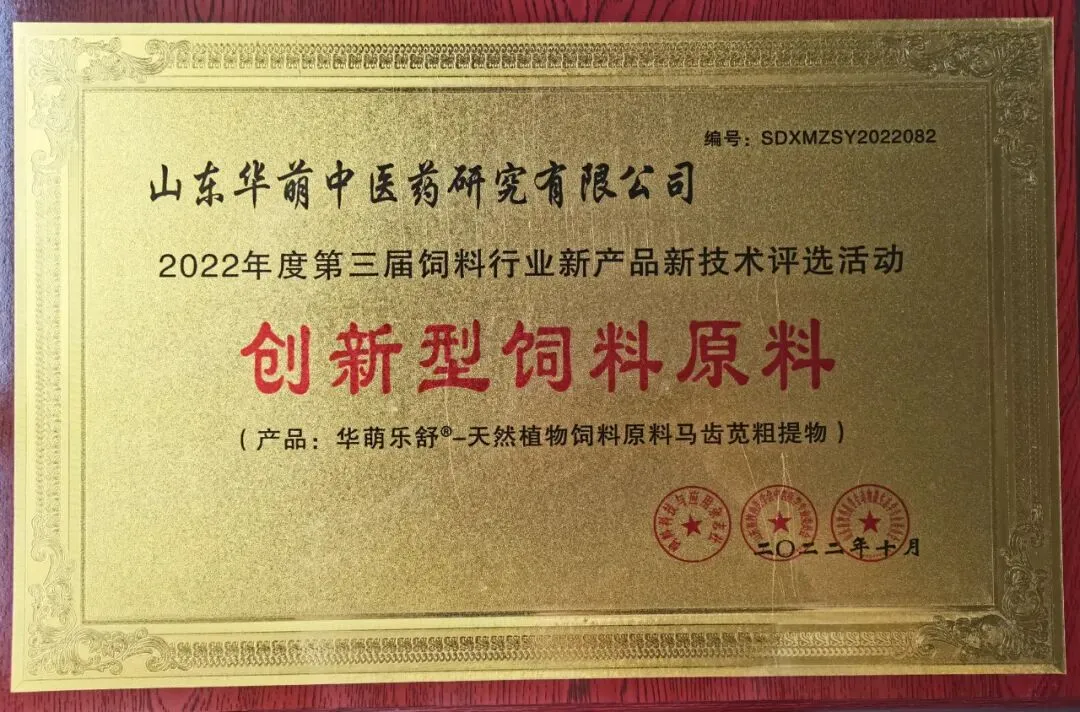 编号：SDXMZSY2022082
山东华萌中医药研究有限公司
2022年度第三届饲料行业新产品新技术评选活动
创新型饲料原料
（产品：华萌乐舒®-天然植物饲料原料马齿苋粗提物）
二〇二二年十月